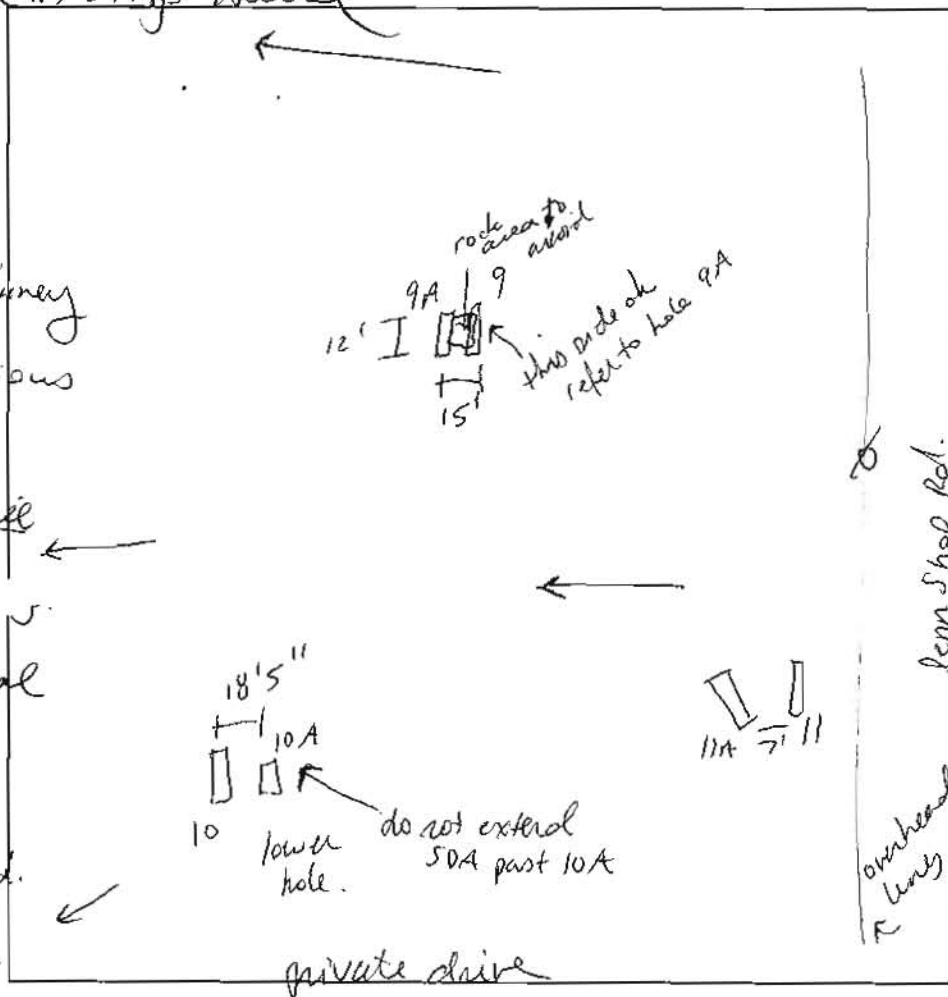 rock
area to
avoid
9A
9
12'
15'
this side ok
refer to hole 9A
Penn Shop Rd.
18'5"
10A
10
lower
hole.
do not extend
SDA past 10A
11A
7'
11
overhead
lines
private drive